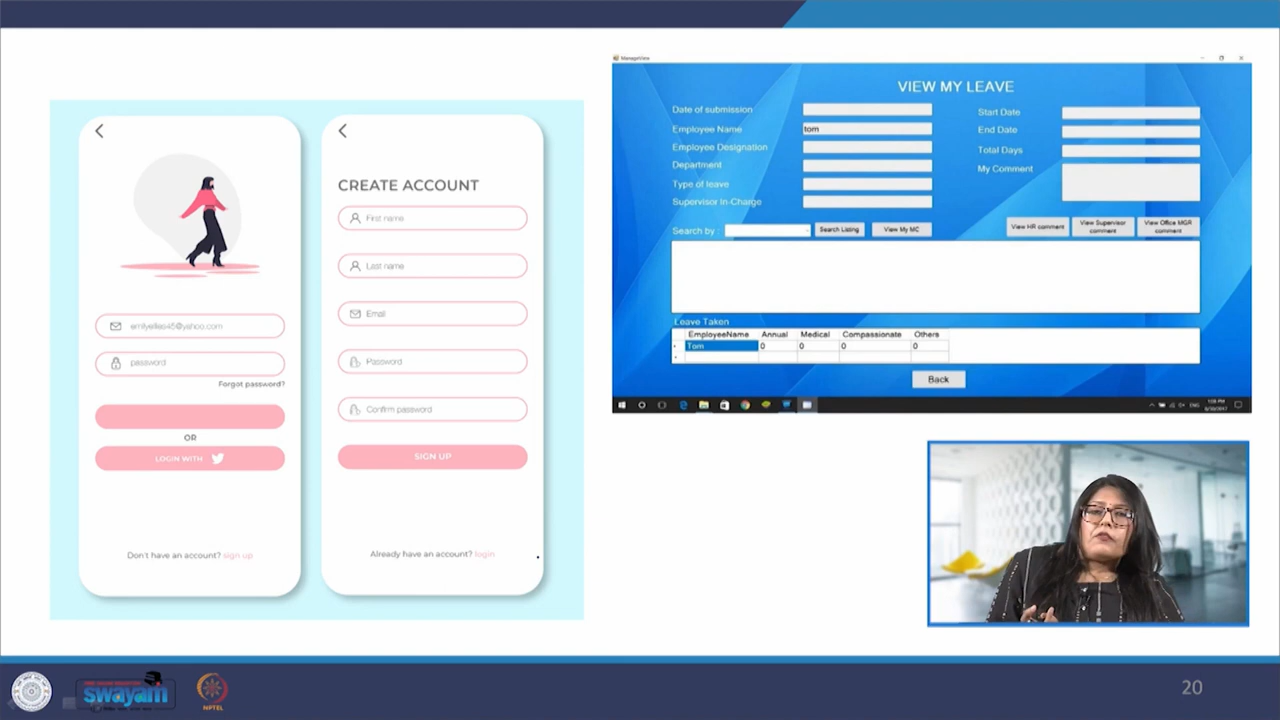 emilyellis45@yahoo.com
password
Forgot password?
OR
LOGIN WITH
Don't have an account? sign up
CREATE ACCOUNT
First name
Last name
Email
Password
Confirm password
SIGN UP
Already have an account? login
ManageView
VIEW MY LEAVE
Date of submission
Employee Name tom
Employee Designation
Department
Type of leave
Supervisor In-Charge
Start Date
End Date
Total Days
My Comment
Search by : Search Listing View My MC
View HR comment View Supervisor comment View Office MGR comment
Leave Taken
EmployeeName Annual Medical Compassionate Others
Tom 0 0 0 0
Back
ENG
swayam
NPTEL
20